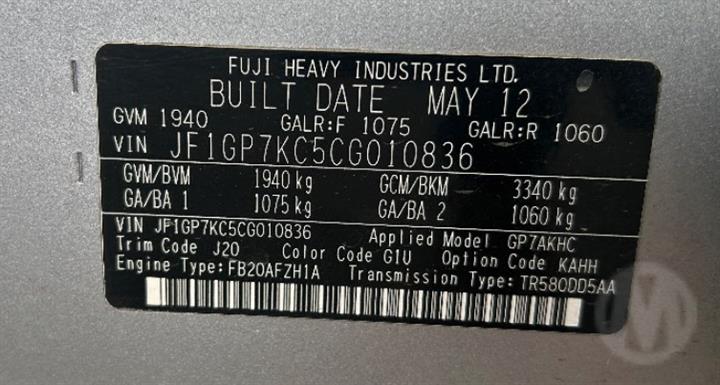 FUJI HEAVY INDUSTRIES LTD.
BUILT DATE MAY 12
GVM 1940 GALR:F 1075 GALR:R 1060
VIN JF1GP7KC5CG010836
GVM/BVM 1940 kg GCM/BKM 3340 kg
GA/BA 1 1075 kg GA/BA 2 1060 kg
VIN JF1GP7KC5CG010836 Applied Model GP7AKHC
Trim Code J20 Color Code G1U Option Code KAHH
Engine Type:FB20AFZH1A Transmission Type:TR580DD5AA
M